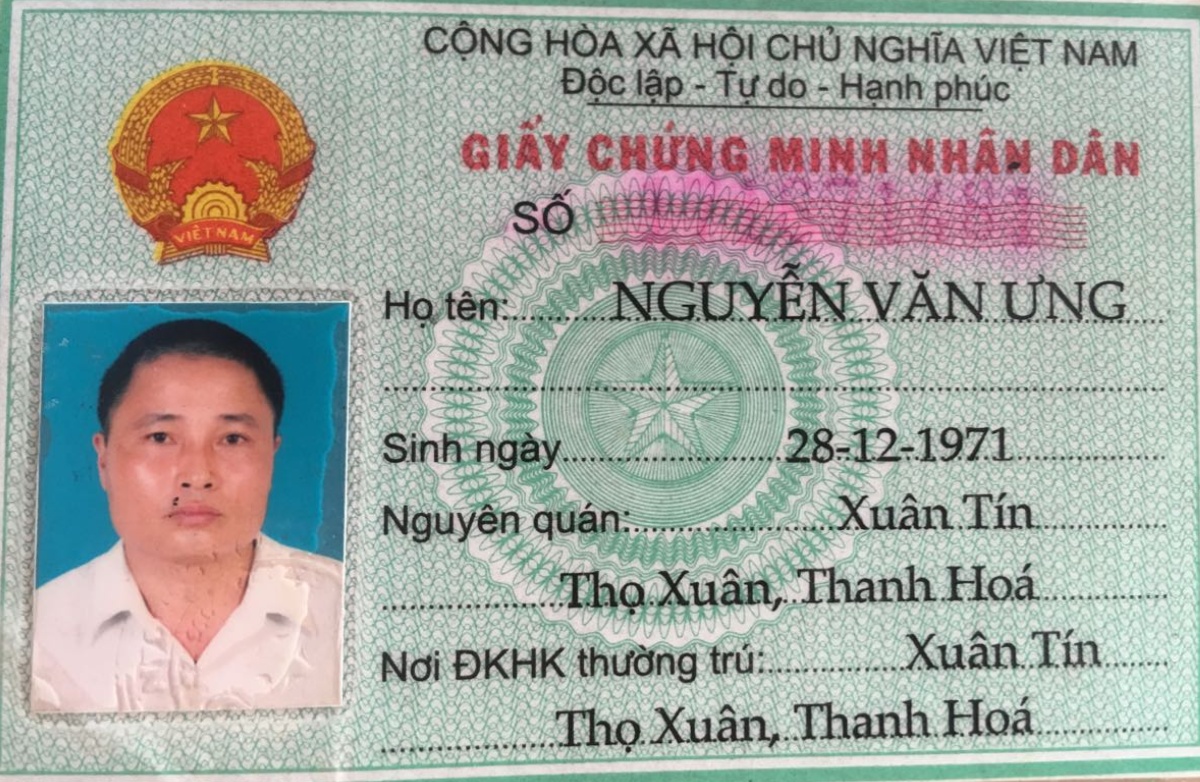 CỘNG HÒA XÃ HỘI CHỦ NGHĨA VIỆT NAM
Độc lập - Tự do - Hạnh phúc
GIẤY CHỨNG MINH NHÂN DÂN
SỐ
VIỆT NAM
Họ tên: NGUYỄN VĂN ƯNG
Sinh ngày 28-12-1971
Nguyên quán: Xuân Tín
Thọ Xuân, Thanh Hoá
Nơi ĐKHK thường trú: Xuân Tín
Thọ Xuân, Thanh Hoá